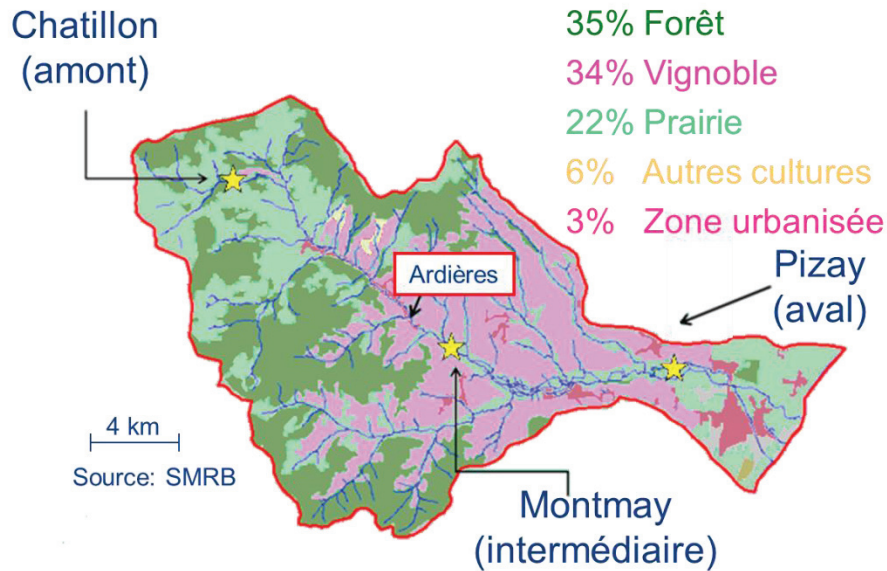 Chatillon
(amont)
35% Forêt
34% Vignoble
22% Prairie
6% Autres cultures
3% Zone urbanisée
Pizay
(aval)
Ardières
4 km
Source: SMRB
Montmay
(intermédiaire)